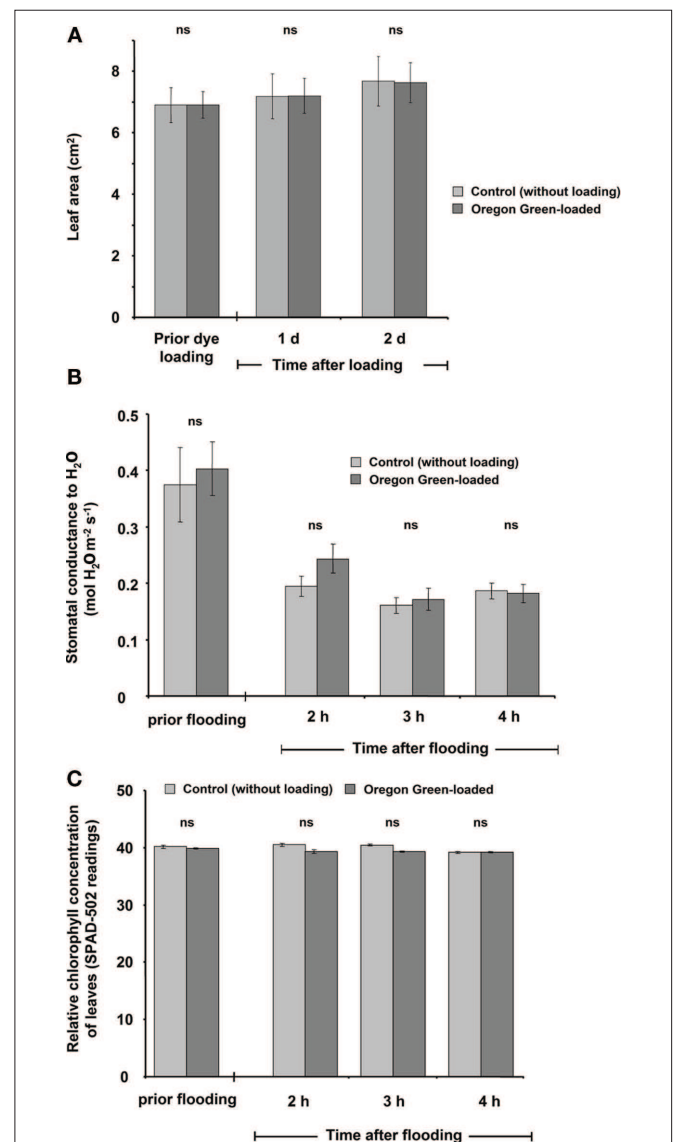 A
ns ns ns
8
6
4
2
0
Leaf area (cm²)
Control (without loading)
Oregon Green-loaded
Prior dye
loading
1 d 2 d
Time after loading
B
0.5
0.4
0.3
0.2
0.1
0
Stomatal conductance to H₂O
(mol H₂O m⁻² s⁻¹)
ns
Control (without loading)
Oregon Green-loaded
ns ns ns
prior flooding 2 h 3 h 4 h
Time after flooding
C
Control (without loading) Oregon Green-loaded
50
40
30
20
10
0
Relative chlorophyll concentration
of leaves (SPAD-502 readings)
ns ns ns ns
prior flooding 2 h 3 h 4 h
Time after flooding